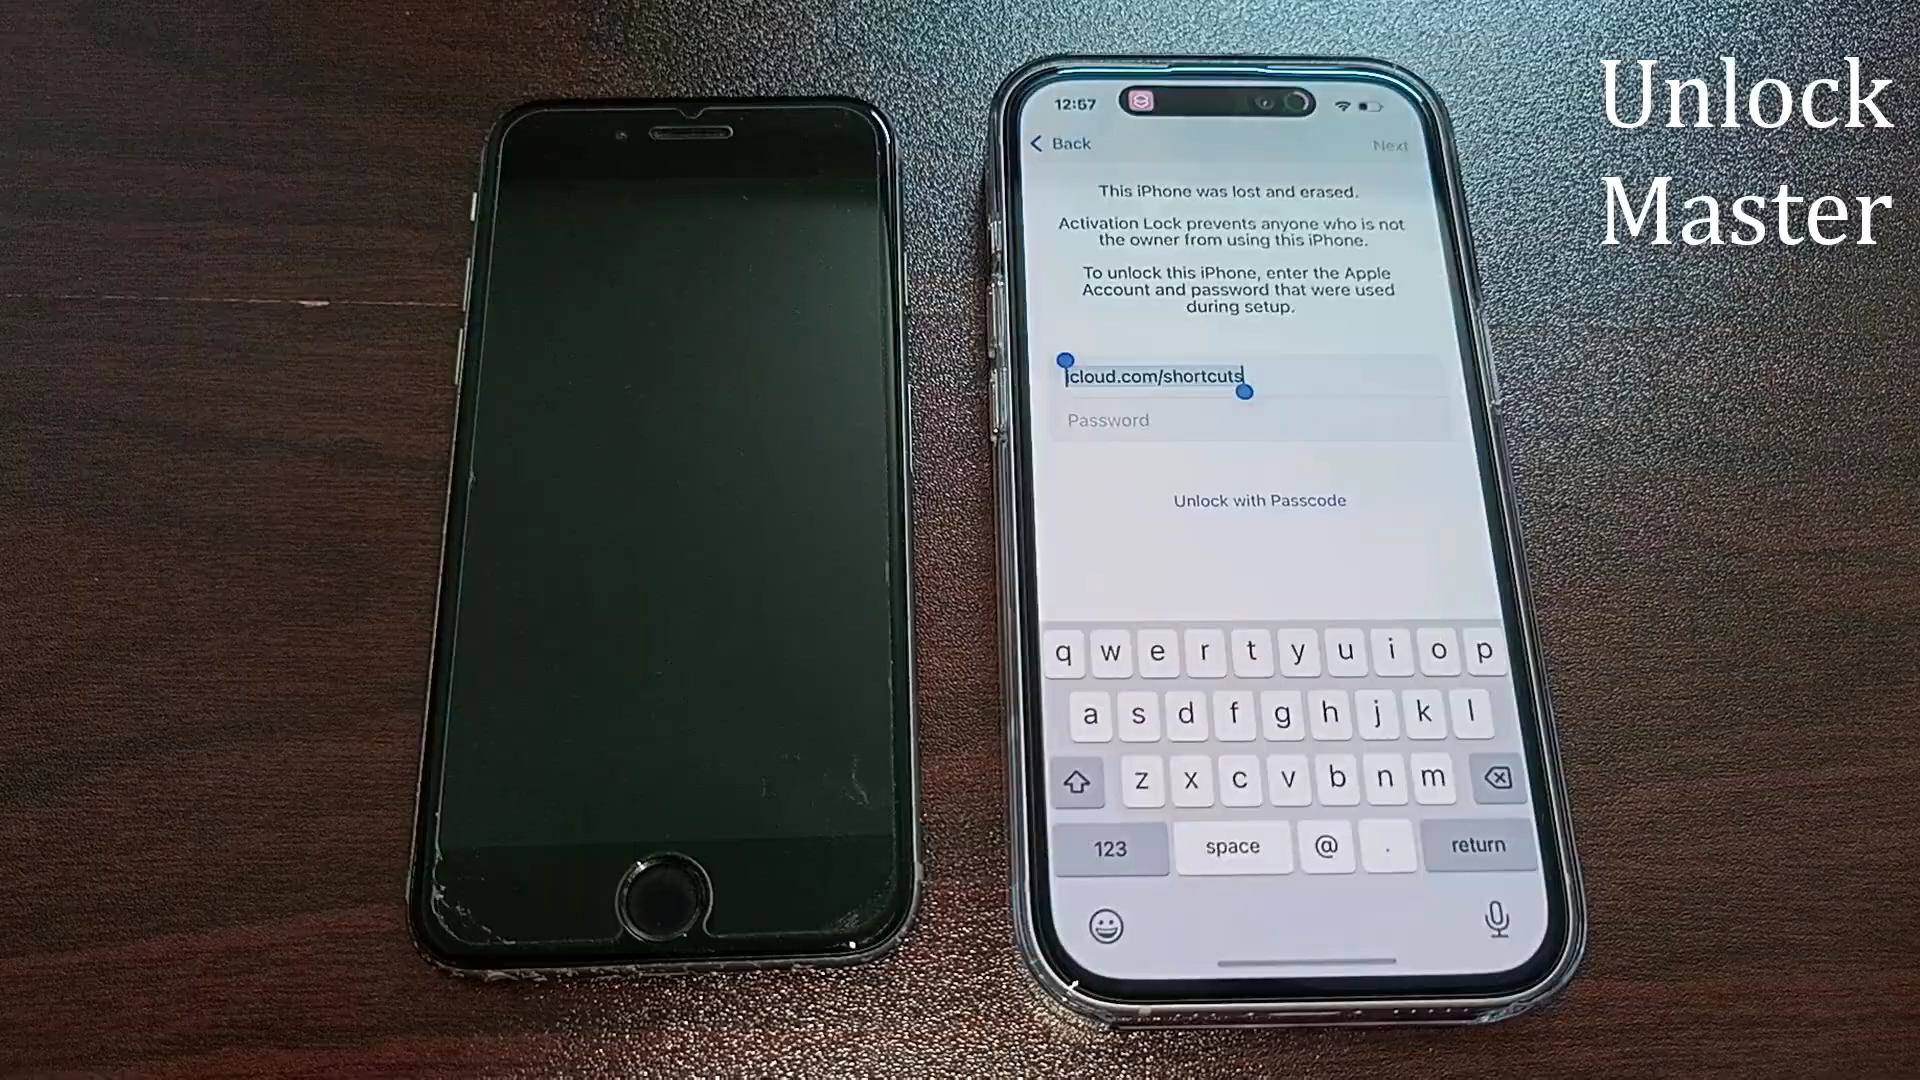 Unlock
Master
12:57
Back
Next
This iPhone was lost and erased.
Activation Lock prevents anyone who is not
the owner from using this iPhone.
To unlock this iPhone, enter the Apple
Account and password that were used
during setup.
icloud.com/shortcuts
Password
Unlock with Passcode
q w e r t y u i o p
a s d f g h j k l
z x c v b n m
123 space @ . return